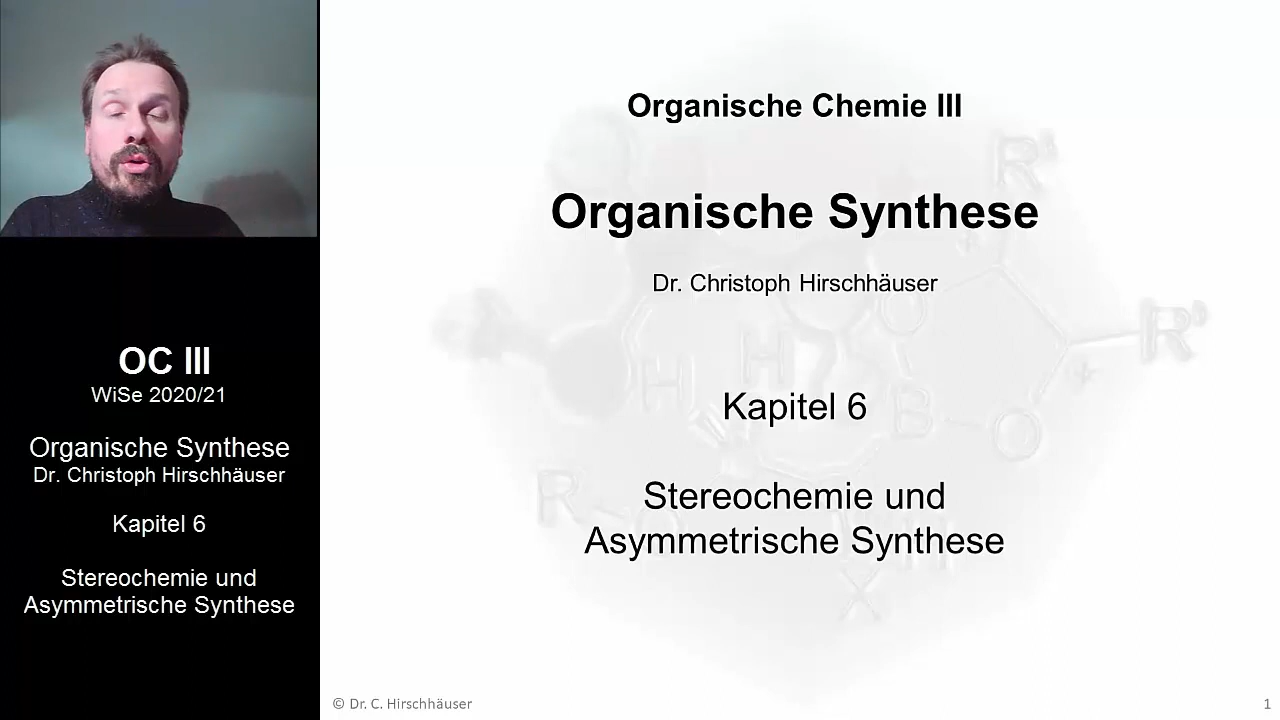 OC III
WiSe 2020/21
Organische Synthese
Dr. Christoph Hirschhäuser
Kapitel 6
Stereochemie und
Asymmetrische Synthese
Organische Chemie III
Organische Synthese
Dr. Christoph Hirschhäuser
Kapitel 6
Stereochemie und
Asymmetrische Synthese
© Dr. C. Hirschhäuser
1